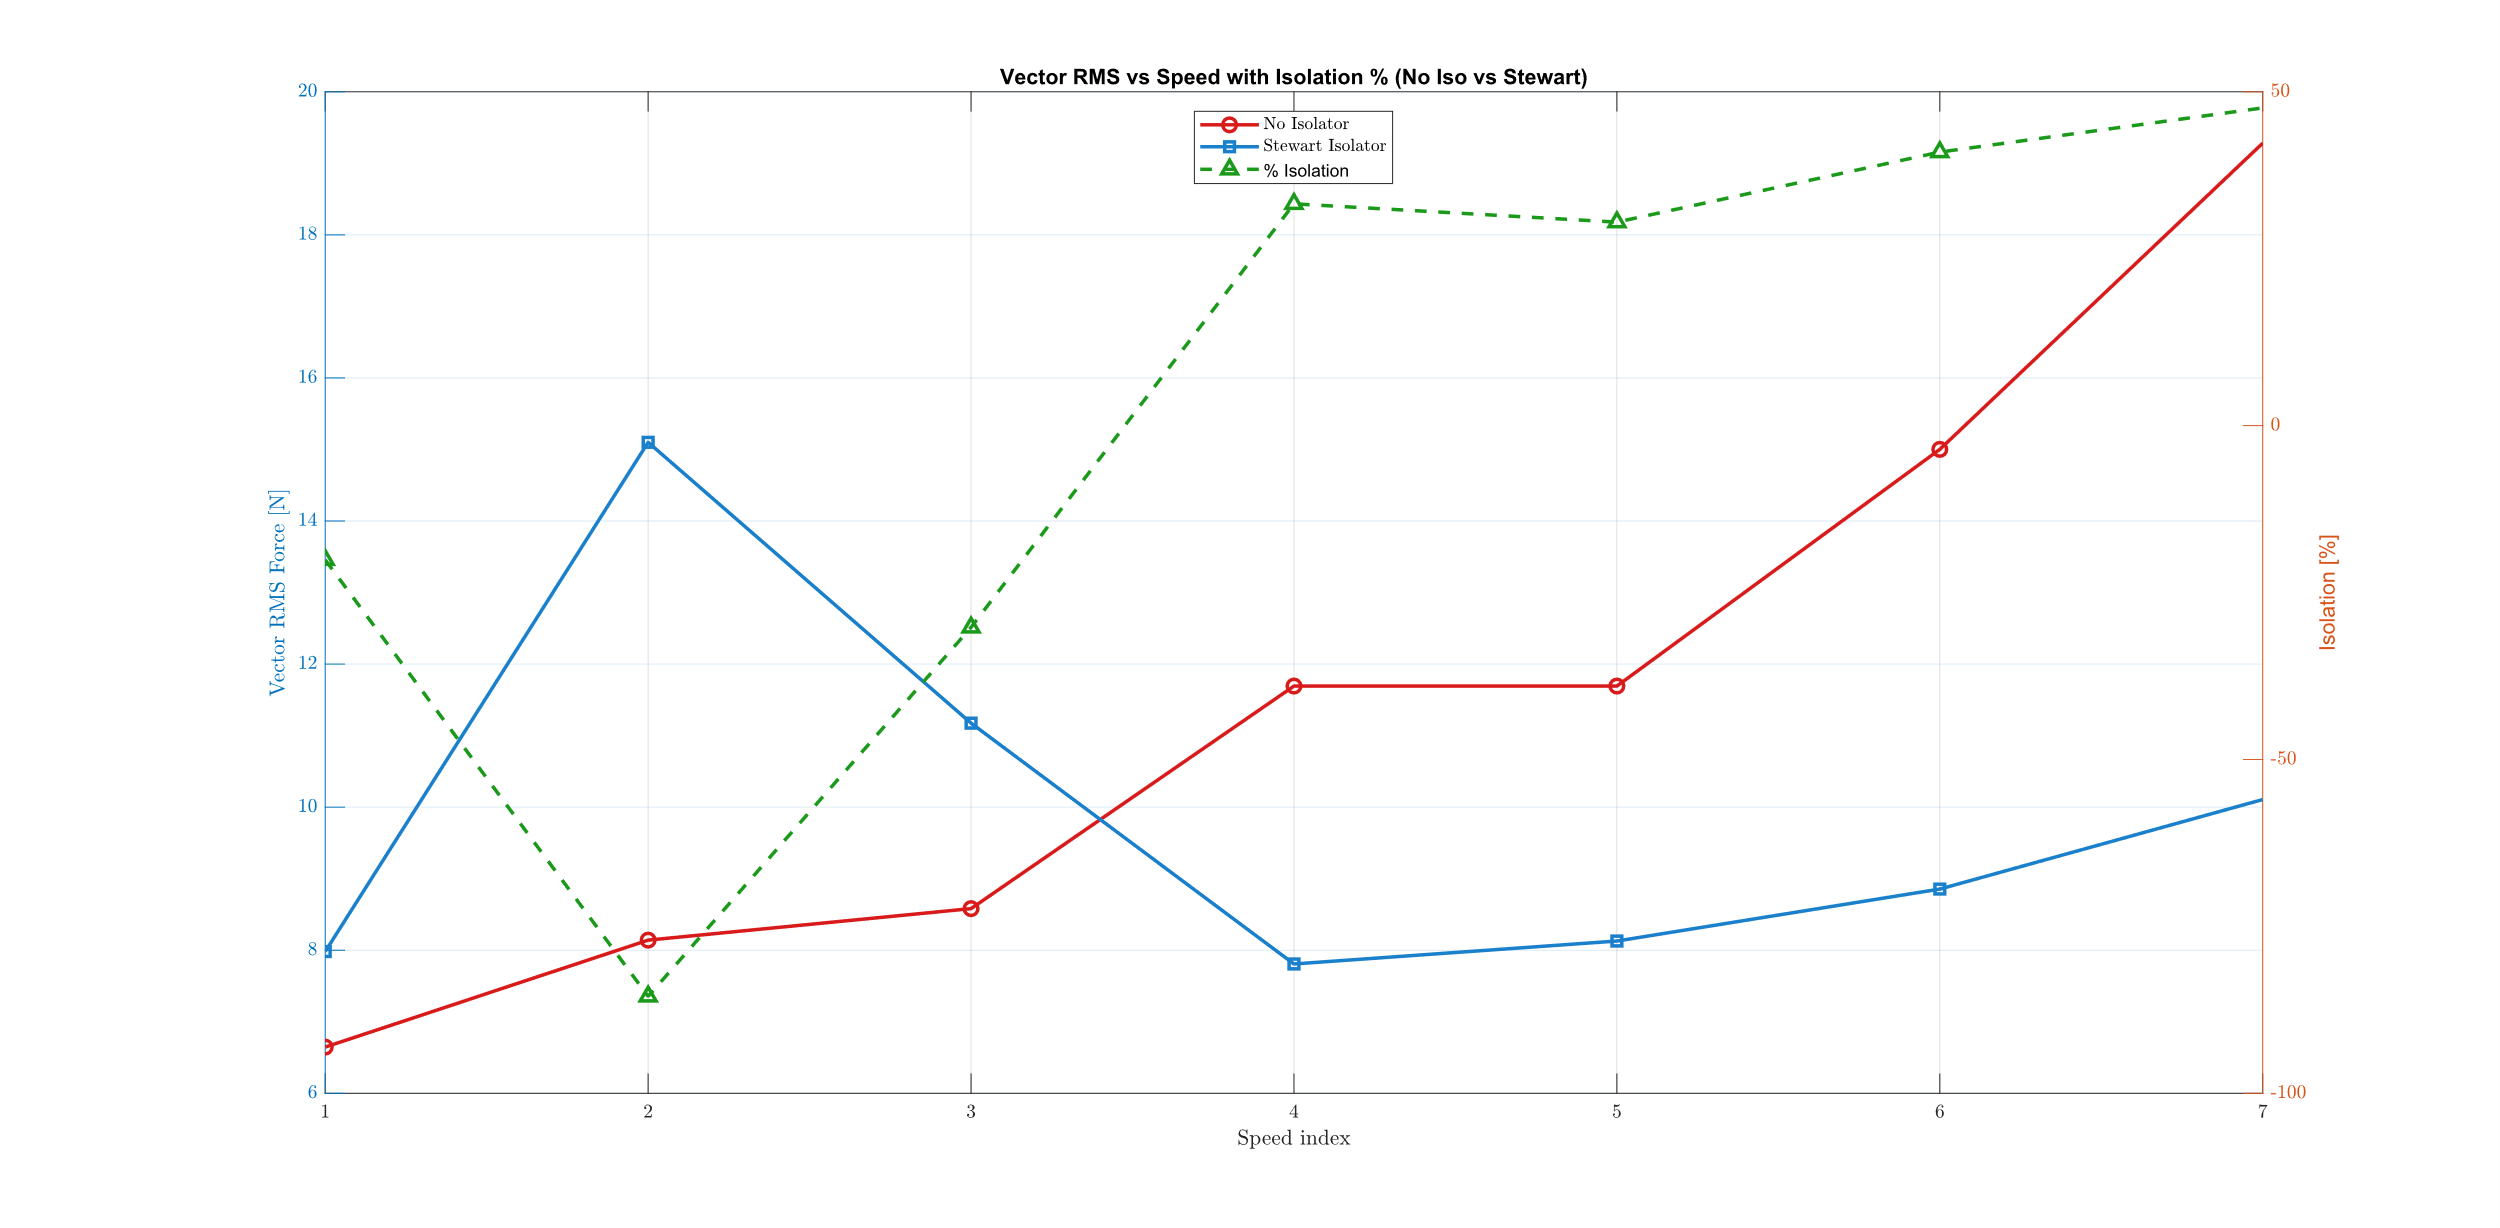 Vector RMS vs Speed with Isolation % (No Iso vs Stewart)
No Isolator
Stewart Isolator
% Isolation
20
18
16
14
12
10
8
6
Vector RMS Force [N]
50
0
-50
-100
Isolation [%]
1 2 3 4 5 6 7
Speed index